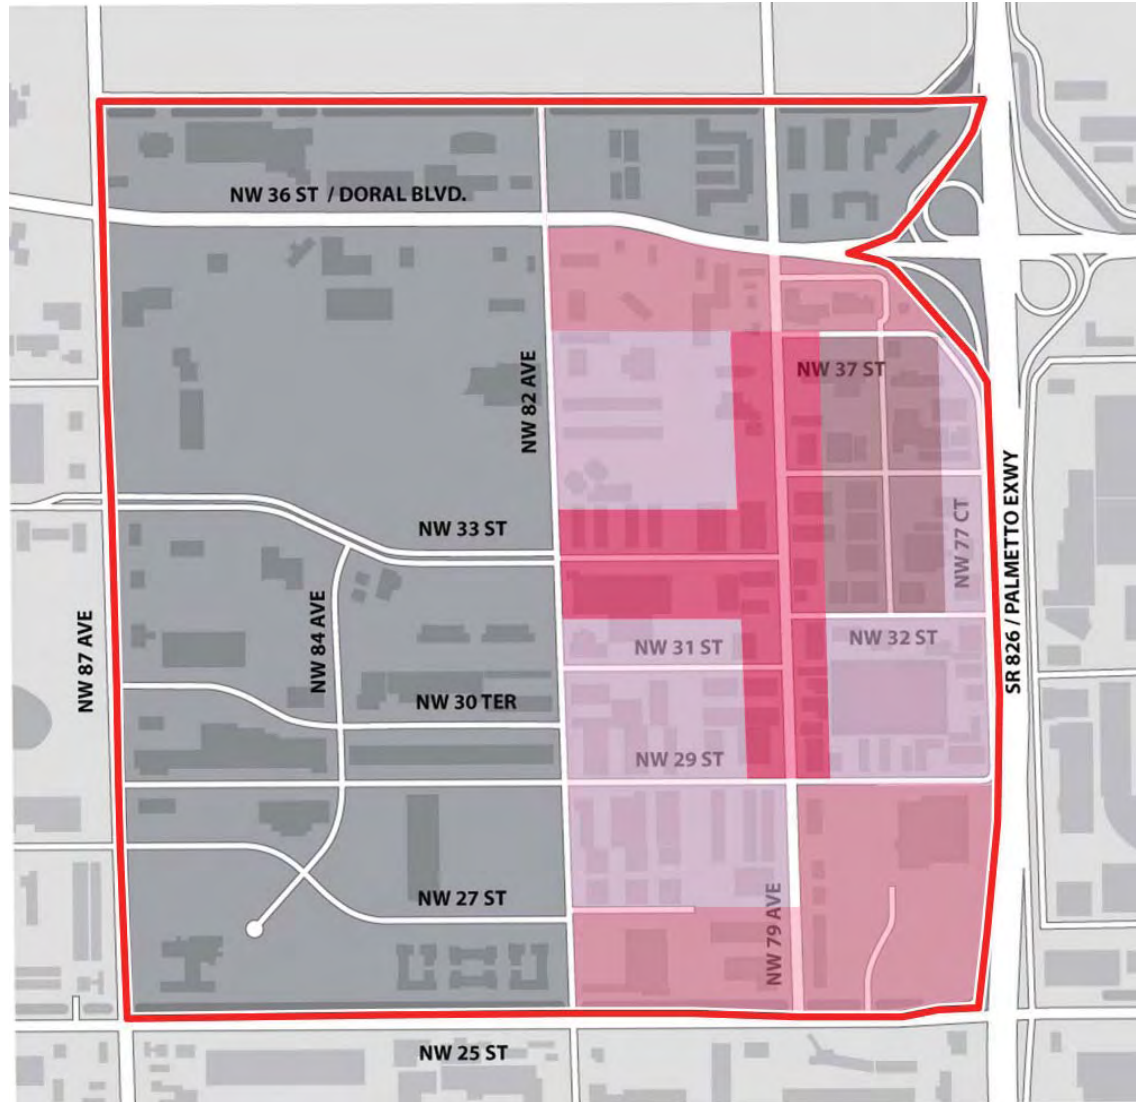 NW 36 ST / DORAL BLVD.
NW 82 AVE
NW 37 ST
NW 33 ST
NW 77 CT
SR 826 / PALMETTO EXWY
NW 87 AVE
NW 84 AVE
NW 31 ST
NW 32 ST
NW 30 TER
NW 29 ST
NW 27 ST
NW 79 AVE
NW 25 ST